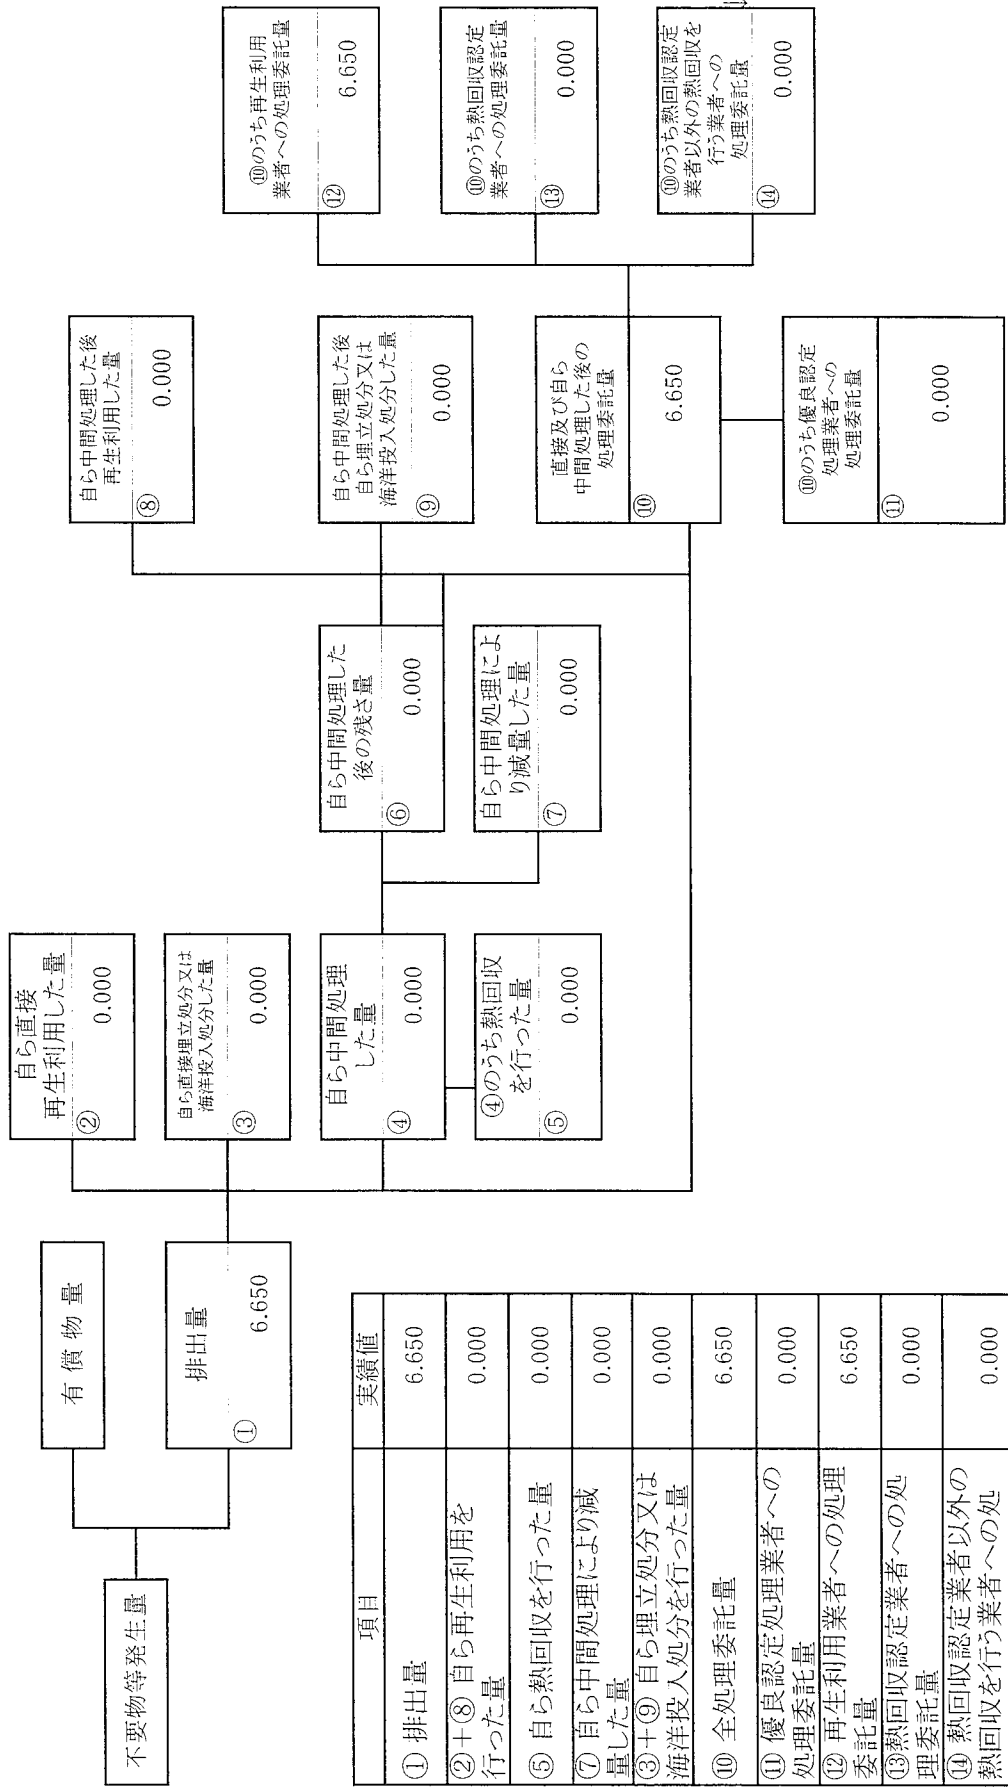 不要物等発生量
有償物量
排出量
①
6.650
自ら直接
再生利用した量
②
0.000
自ら直接埋立処分又は
海洋投入処分した量
③
0.000
自ら中間処理
した量
④
0.000
④のうち熱回収
を行った量
⑤
0.000
自ら中間処理した
後の残さ量
⑥
0.000
自ら中間処理によ
り減量した量
⑦
0.000
自ら中間処理した後
再生利用した量
⑧
0.000
自ら中間処理した後
自ら埋立処分又は
海洋投入処分した量
⑨
0.000
直接及び自ら
中間処理した後の
処理委託量
⑩
6.650
⑩のうち優良認定
処理業者への
処理委託量
⑪
0.000
⑩のうち再生利用
業者への処理委託量
⑫
6.650
⑩のうち熱回収認定
業者への処理委託量
⑬
0.000
⑩のうち熱回収認定
業者以外の熱回収を
行う業者への
処理委託量
⑭
0.000
項目 実績値
① 排出量 6.650
②+⑧ 自ら再生利用を
行った量 0.000
⑤ 自ら熱回収を行った量 0.000
⑦ 自ら中間処理により減
量した量 0.000
③+⑨ 自ら埋立処分又は
海洋投入処分を行った量 0.000
⑩ 全処理委託量 6.650
⑪ 優良認定処理業者への
処理委託量 0.000
⑫ 再生利用業者への処理
委託量 6.650
⑬熱回収認定業者への処
理委託量 0.000
⑭ 熱回収認定業者以外の
熱回収を行う業者への処 0.000